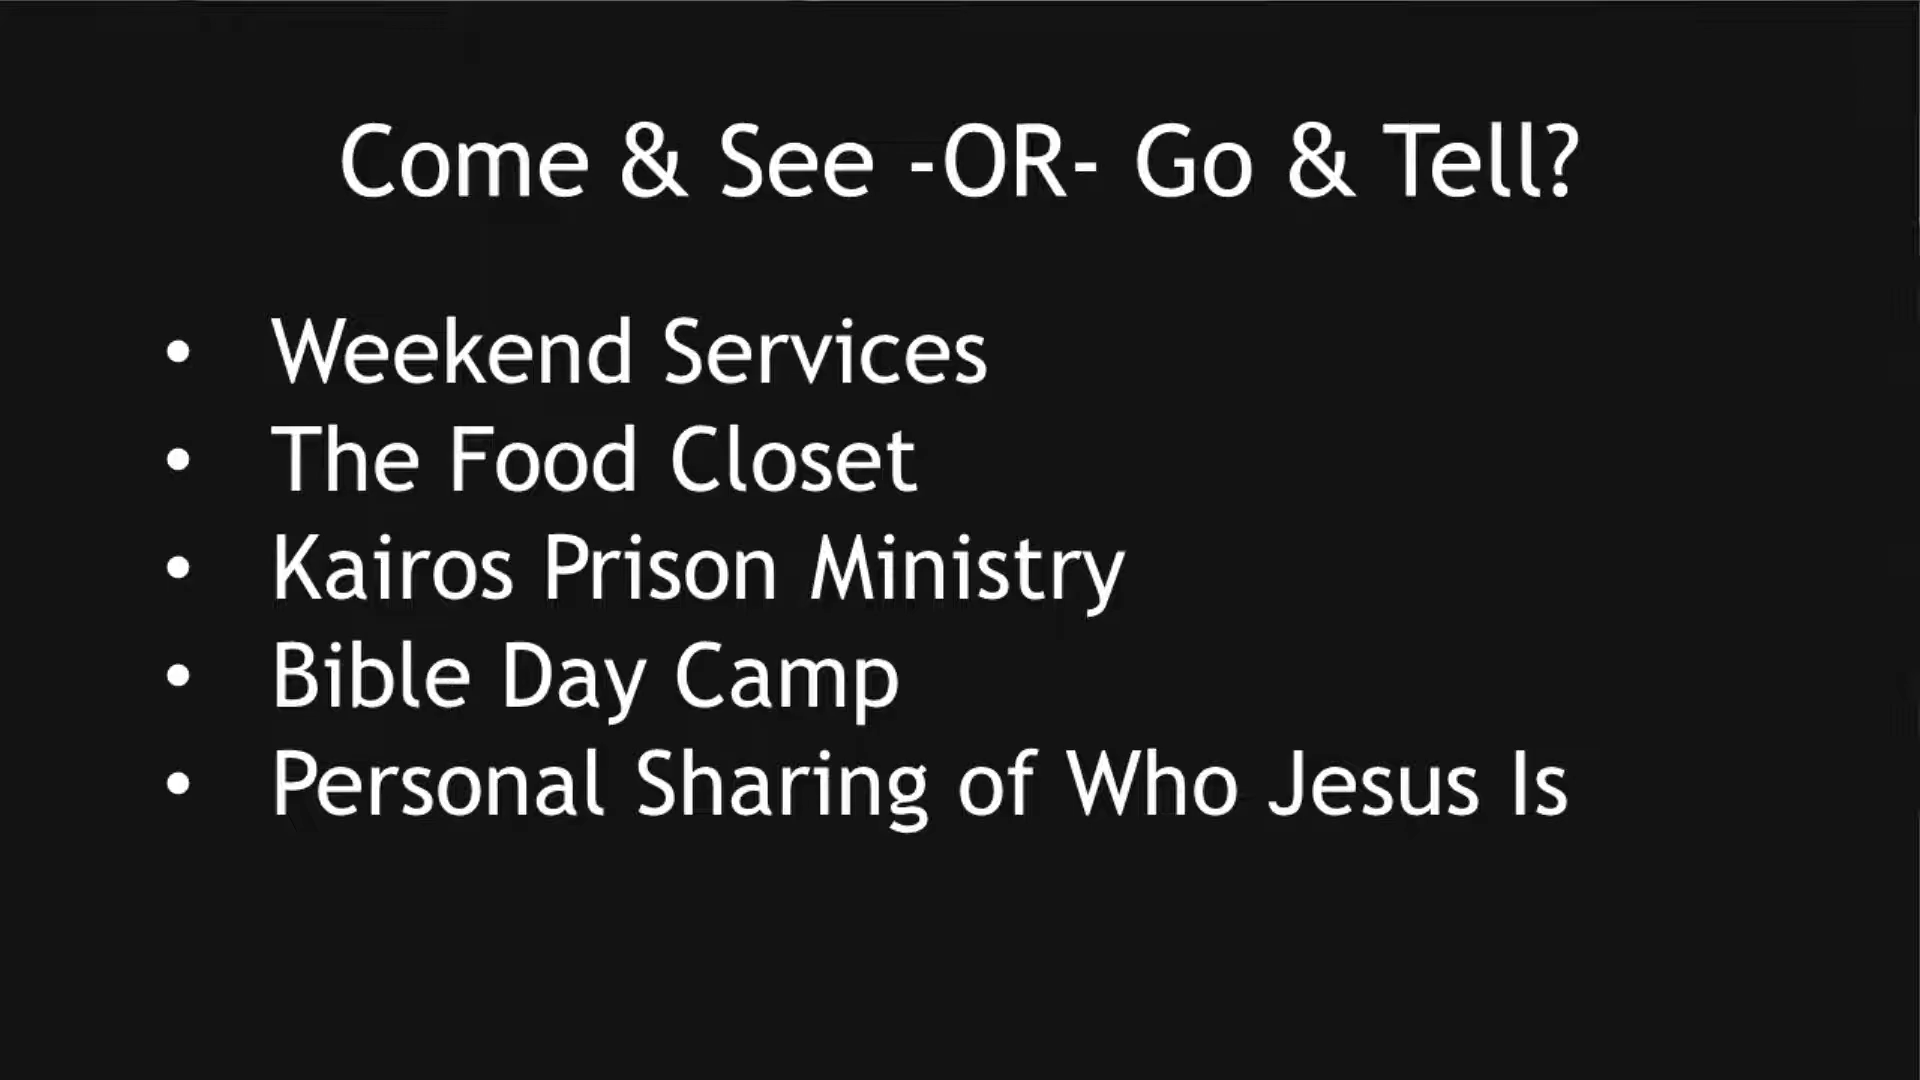 Come & See -OR- Go & Tell?
• Weekend Services
• The Food Closet
• Kairos Prison Ministry
• Bible Day Camp
• Personal Sharing of Who Jesus Is